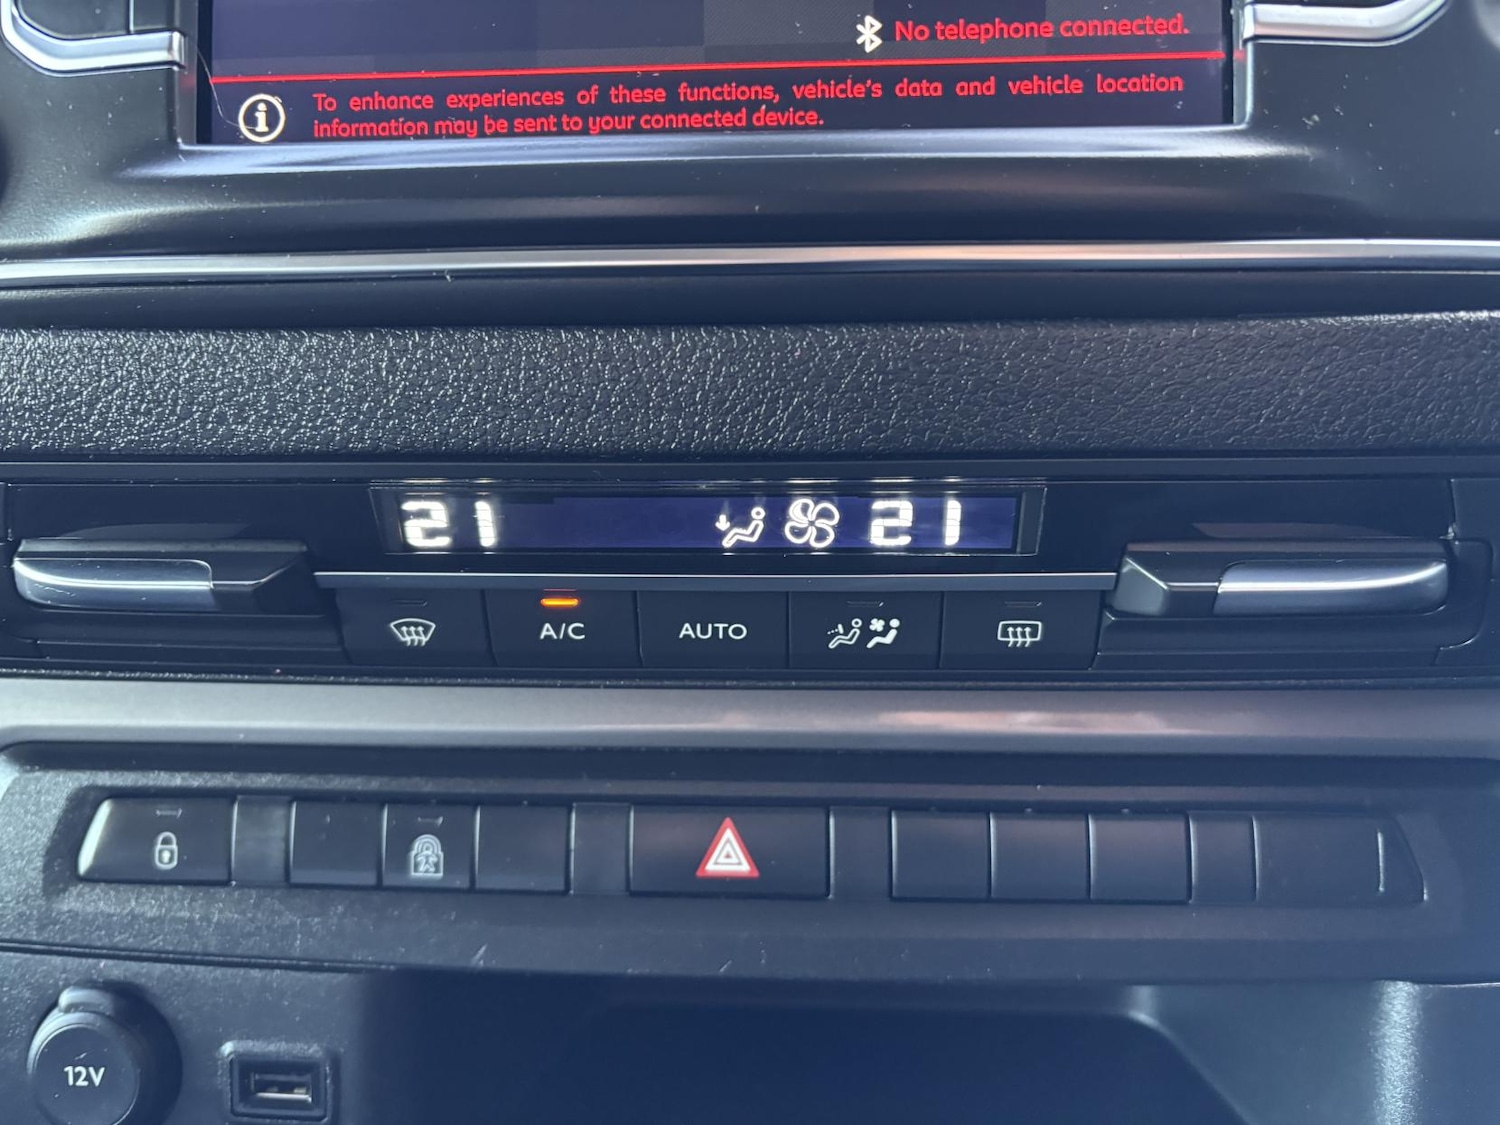 No telephone connected.
To enhance experiences of these functions, vehicle's data and vehicle location
information may be sent to your connected device.
21 21
A/C AUTO
12V